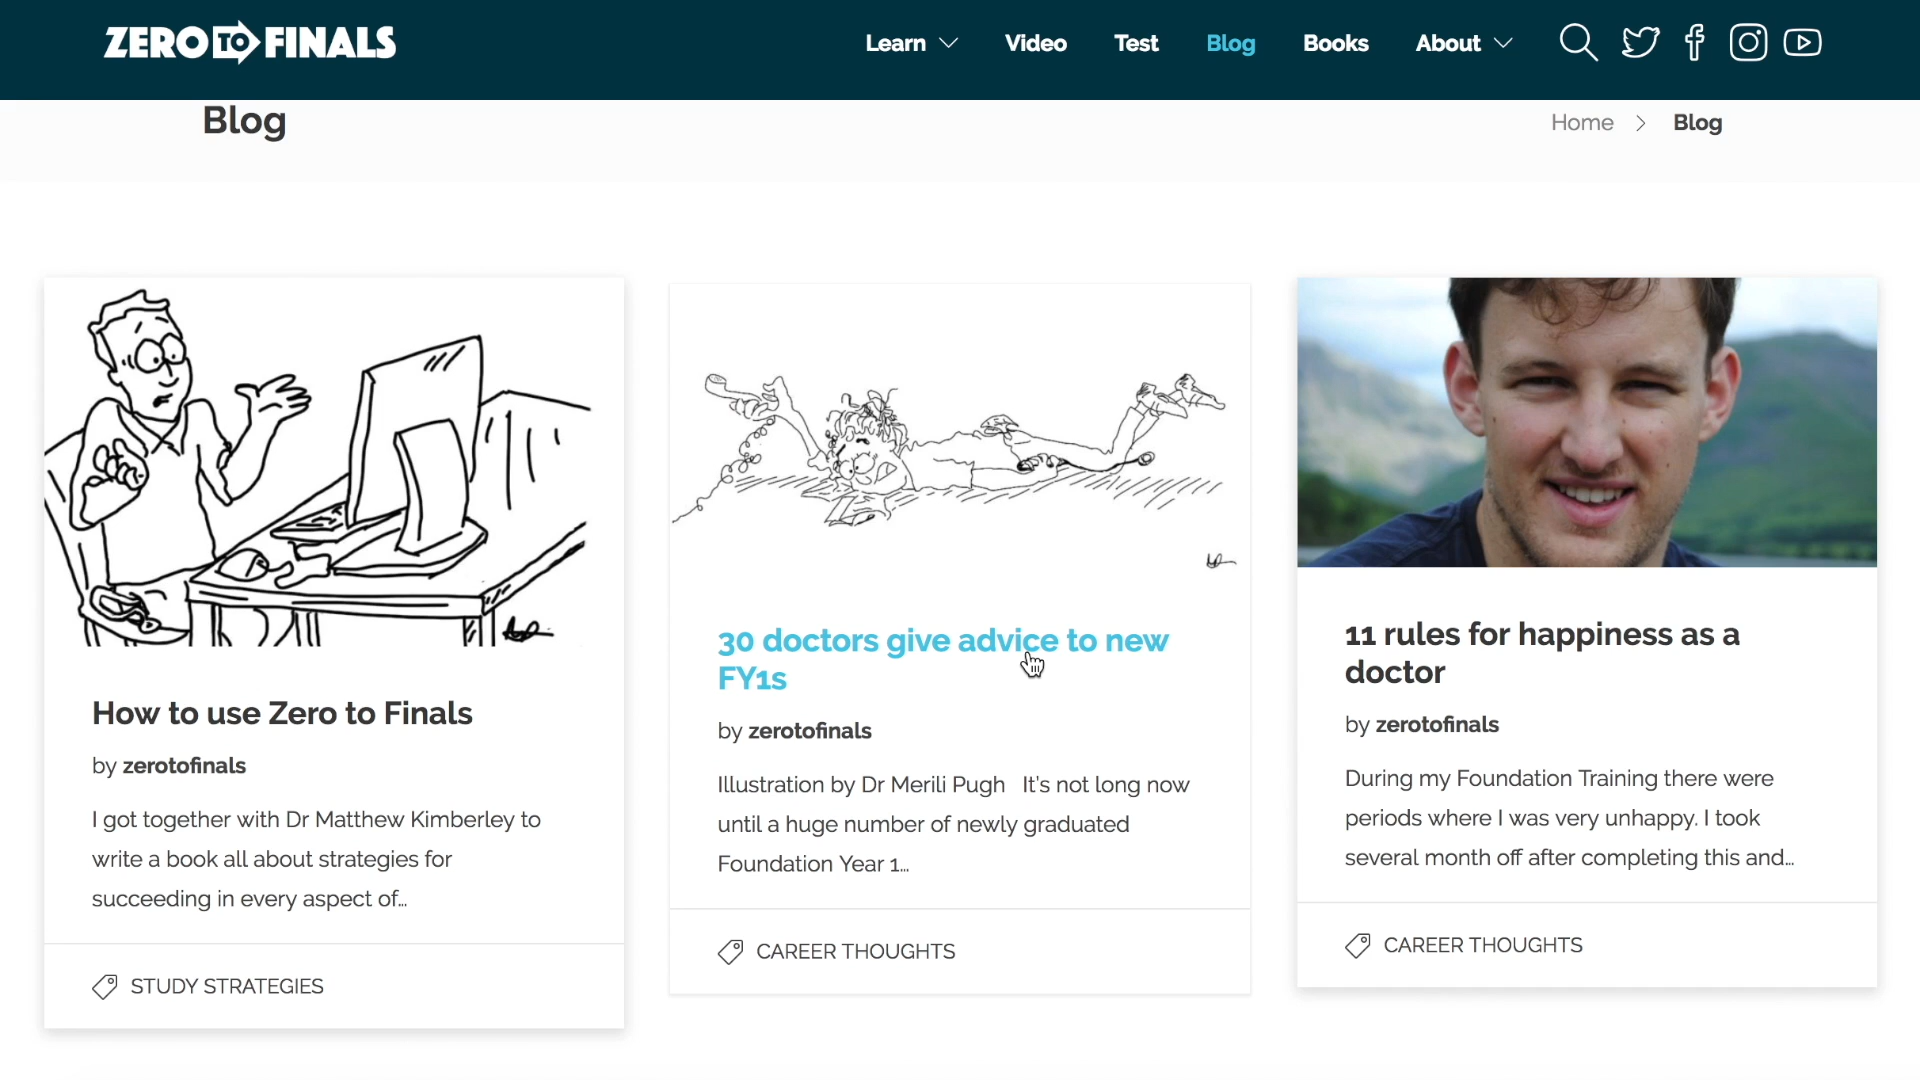 ZERO TO FINALS
Learn Video Test Blog Books About
Blog
Home > Blog
How to use Zero to Finals
by zerotofinals
I got together with Dr Matthew Kimberley to
write a book all about strategies for
succeeding in every aspect of...
STUDY STRATEGIES
30 doctors give advice to new
FY1s
by zerotofinals
Illustration by Dr Merili Pugh It's not long now
until a huge number of newly graduated
Foundation Year 1...
CAREER THOUGHTS
11 rules for happiness as a
doctor
by zerotofinals
During my Foundation Training there were
periods where I was very unhappy. I took
several month off after completing this and...
CAREER THOUGHTS